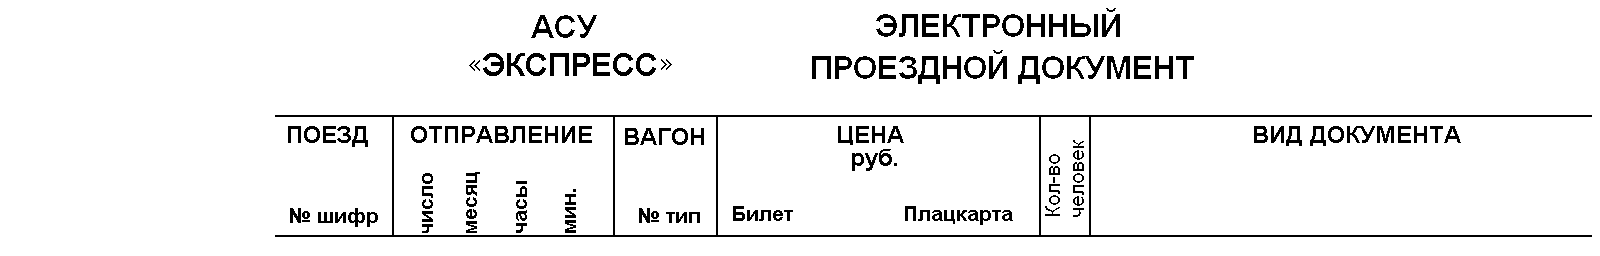 АСУ
«ЭКСПРЕСС»
ЭЛЕКТРОННЫЙ
ПРОЕЗДНОЙ ДОКУМЕНТ
ПОЕЗД
№ шифр
ОТПРАВЛЕНИЕ
число
месяц
часы
мин.
ВАГОН
№ тип
ЦЕНА
руб.
Билет
Плацкарта
Кол-во
человек
ВИД ДОКУМЕНТА